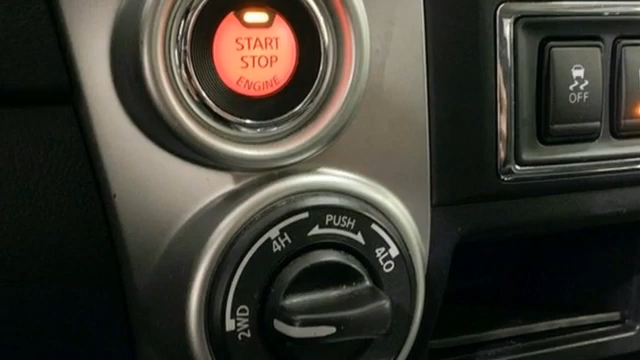 START
STOP
ENGINE
OFF
PUSH
4H
4LO
2WD